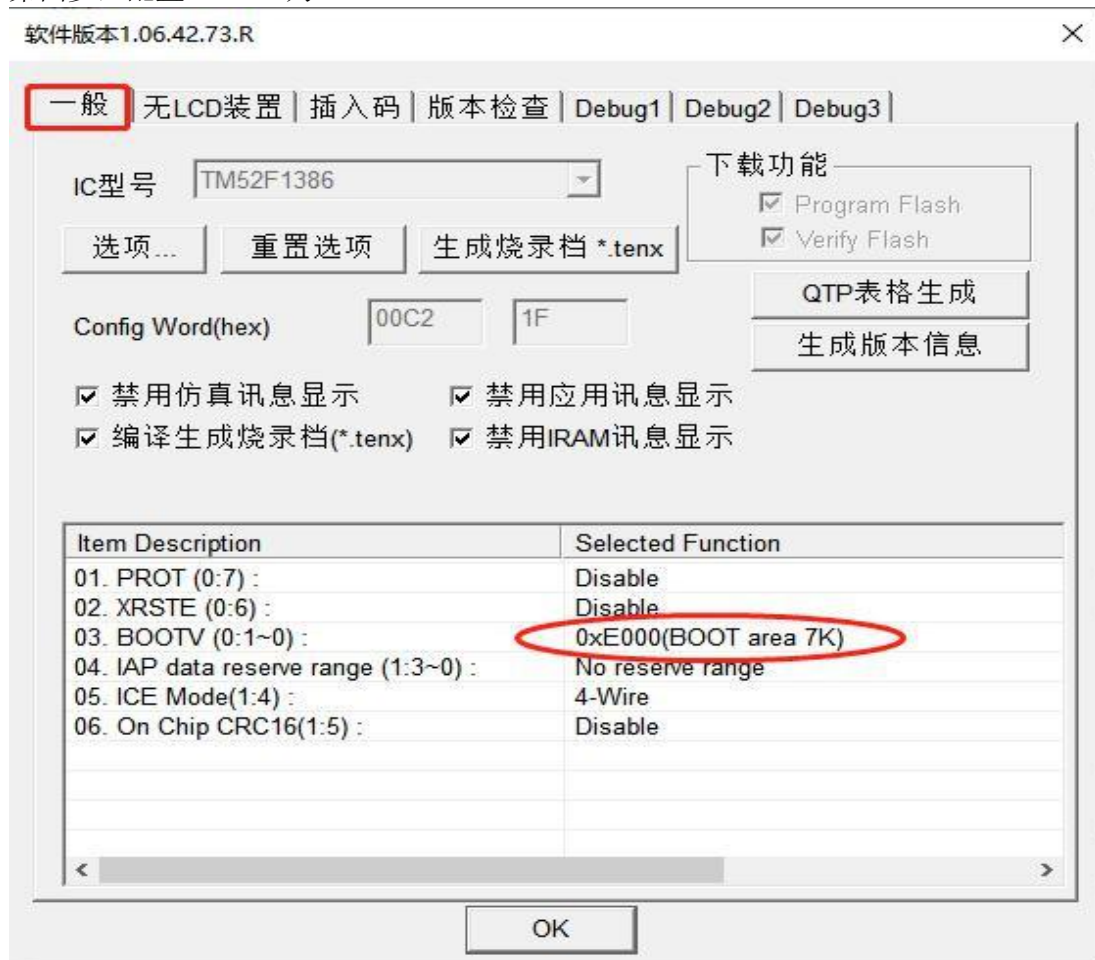 软件版本1.06.42.73.R
一般 无LCD装置 插入码 版本检查 Debug1 Debug2 Debug3
IC型号 TM52F1386
下载功能
Program Flash
Verify Flash
选项... 重置选项 生成烧录档 *.tenx
QTP表格生成
Config Word(hex) 00C2 1F
生成版本信息
禁用仿真讯息显示 禁用应用讯息显示
编译生成烧录档(*.tenx) 禁用IRAM讯息显示
Item Description Selected Function
01. PROT (0:7) : Disable
02. XRSTE (0:6) : Disable
03. BOOTV (0:1~0) : 0xE000(BOOT area 7K)
04. IAP data reserve range (1:3~0) : No reserve range
05. ICE Mode(1:4) : 4-Wire
06. On Chip CRC16(1:5) : Disable
OK